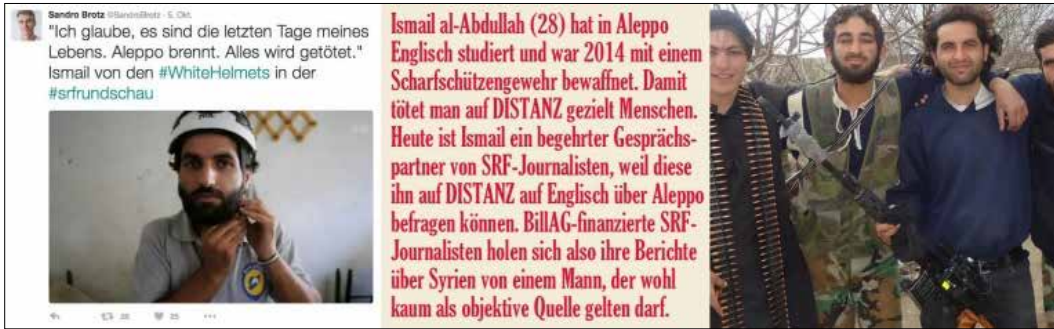 Sandro Brotz @SandroBrotz · 5. Okt.
"Ich glaube, es sind die letzten Tage meines
Lebens. Aleppo brennt. Alles wird getötet."
Ismail von den #WhiteHelmets in der
#srfrundschau
Ismail al-Abdullah (28) hat in Aleppo
Englisch studiert und war 2014 mit einem
Scharfschützengewehr bewaffnet. Damit
tötet man auf DISTANZ gezielt Menschen.
Heute ist Ismail ein begehrter Gesprächs-
partner von SRF-Journalisten, weil diese
ihn auf DISTANZ auf Englisch über Aleppo
befragen können. BillAG-finanzierte SRF-
Journalisten holen sich also ihre Berichte
über Syrien von einem Mann, der wohl
kaum als objektive Quelle gelten darf.